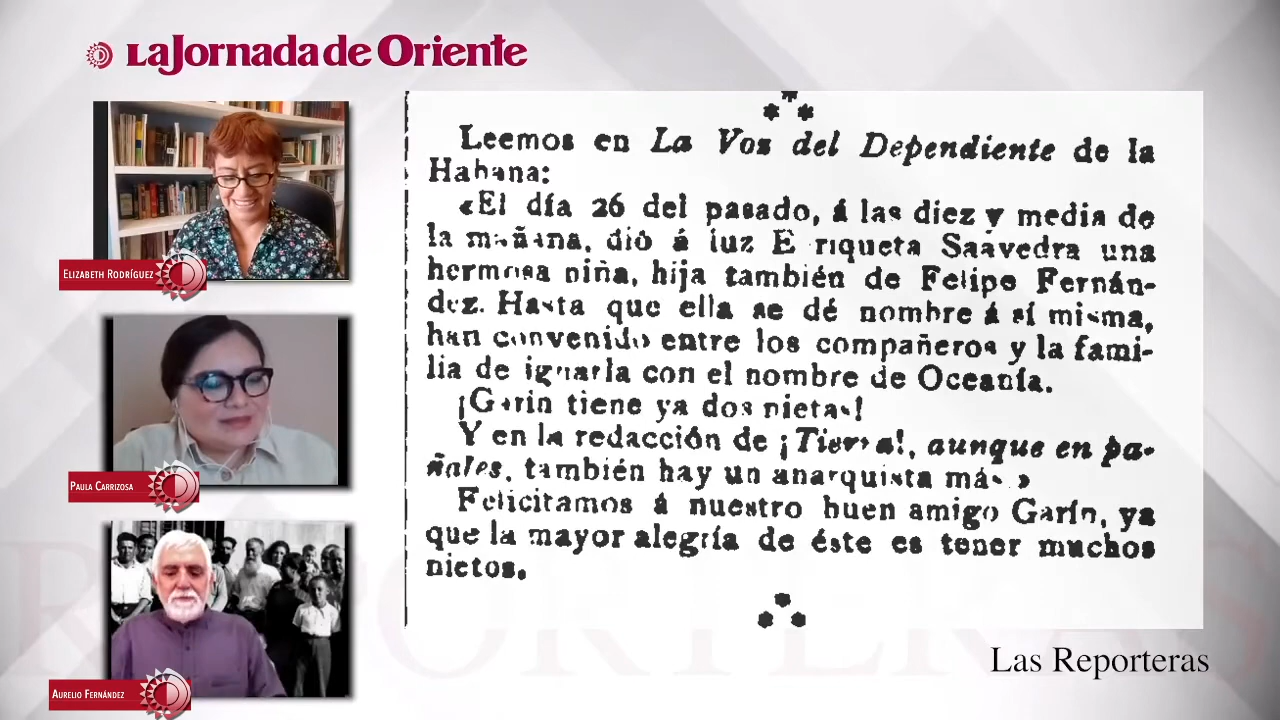 La Jornada de Oriente
Elizabeth Rodríguez
Paula Carrizosa
Aurelio Fernández
Leemos en La Voz del Dependiente de la
Habana:
«El día 26 del pasado, á las diez y media de
la mañana, dió á luz E riqueta Saavedra una
hermosa niña, hija también de Felipe Fernán-
dez. Hasta que ella se dé nombre á sí misma,
han convenido entre los compañeros y la fami-
lia de ignarla con el nombre de Oceanía.
¡Garin tiene ya dos nietas!
Y en la redacción de ¡Tierra!, aunque en pa-
ñales, también hay un anarquista más.»
Felicitamos á nuestro buen amigo Garín, ya
que la mayor alegría de éste es tener muchos
nietos.
Las Reporteras
REPORTERAS